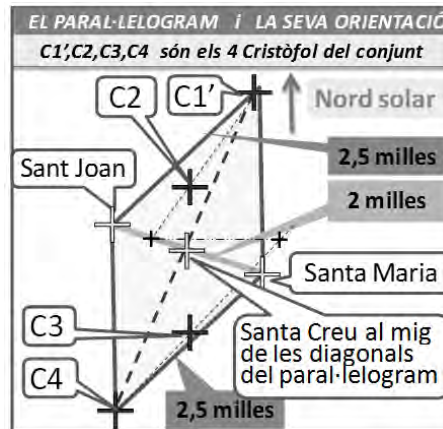 EL PARAL·LELOGRAM i LA SEVA ORIENTACIÓ
C1',C2,C3,C4 són els 4 Cristòfol del conjunt
C2
C1'
Nord solar
Sant Joan
2,5 milles
2 milles
Santa Maria
C3
Santa Creu al mig
de les diagonals
del paral·lelogram
C4
2,5 milles